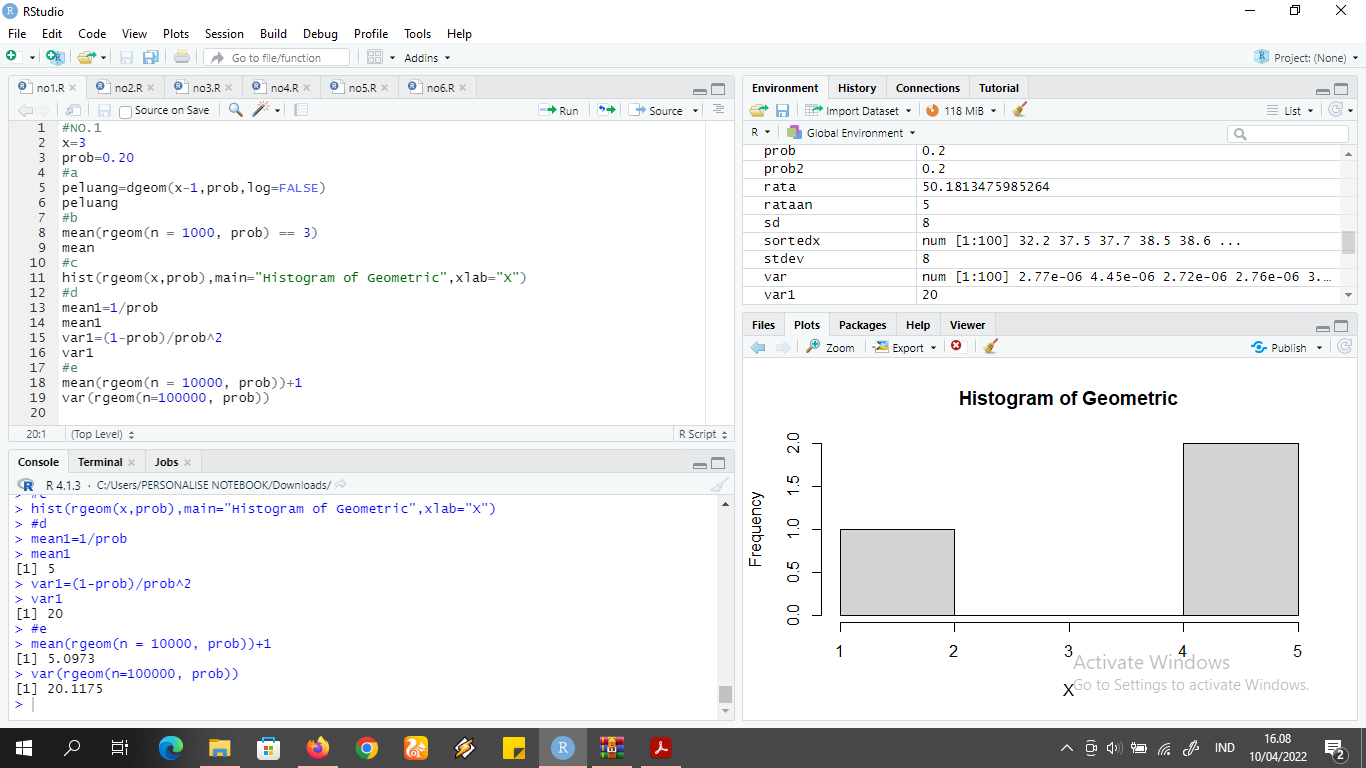 RStudio
File Edit Code View Plots Session Build Debug Profile Tools Help
Go to file/function Addins Project: (None)
no1.R no2.R no3.R no4.R no5.R no6.R
Source on Save Run Source
1 #NO.1
2 x=3
3 prob=0.20
4 #a
5 peluang=dgeom(x-1,prob,log=FALSE)
6 peluang
7 #b
8 mean(rgeom(n = 1000, prob) == 3)
9 mean
10 #c
11 hist(rgeom(x,prob),main="Histogram of Geometric",xlab="X")
12 #d
13 mean1=1/prob
14 mean1
15 var1=(1-prob)/prob^2
16 var1
17 #e
18 mean(rgeom(n = 10000, prob))+1
19 var(rgeom(n=100000, prob))
20
20:1 (Top Level) R Script
Console Terminal Jobs
R 4.1.3 · C:/Users/PERSONALISE NOTEBOOK/Downloads/
> hist(rgeom(x,prob),main="Histogram of Geometric",xlab="X")
> #d
> mean1=1/prob
> mean1
[1] 5
> var1=(1-prob)/prob^2
> var1
[1] 20
> #e
> mean(rgeom(n = 10000, prob))+1
[1] 5.0973
> var(rgeom(n=100000, prob))
[1] 20.1175
>
Environment History Connections Tutorial
Import Dataset 118 MiB List
R Global Environment
prob 0.2
prob2 0.2
rata 50.1813475985264
rataan 5
sd 8
sortedx num [1:100] 32.2 37.5 37.7 38.5 38.6 ...
stdev 8
var num [1:100] 2.77e-06 4.45e-06 2.72e-06 2.76e-06 3.…
var1 20
Files Plots Packages Help Viewer
Zoom Export Publish
Histogram of Geometric
Frequency
2.0
1.5
1.0
0.5
0.0
1 2 3 4 5
X
Activate Windows
Go to Settings to activate Windows.
IND
16.08
10/04/2022
2